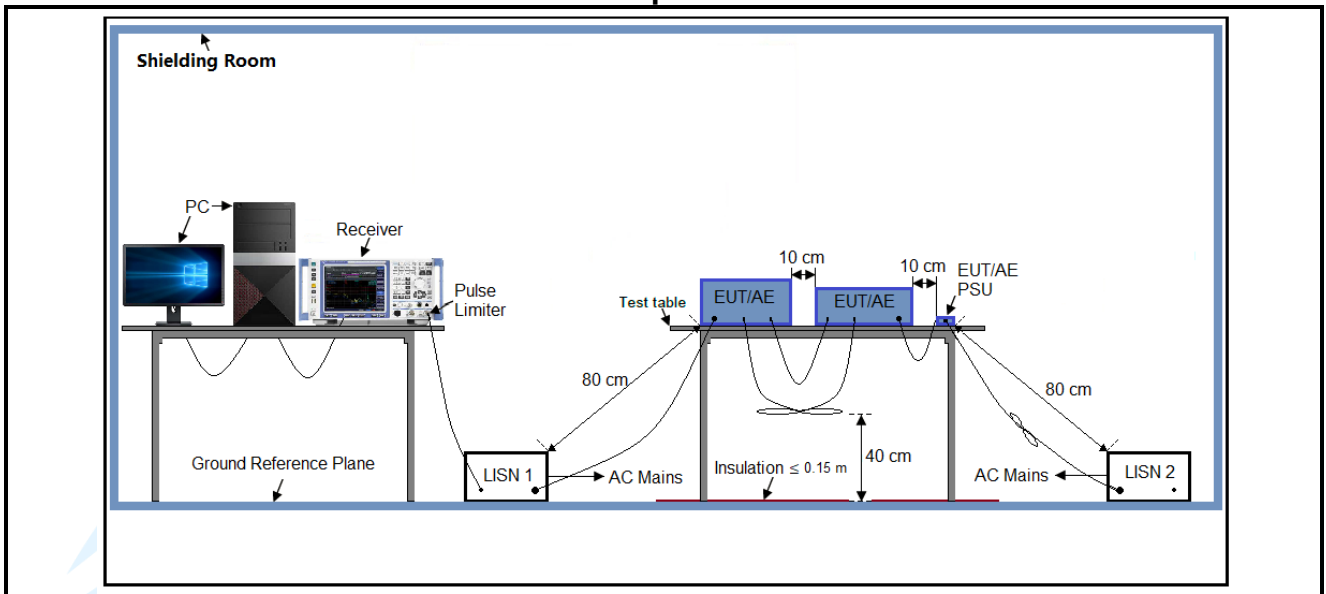 Shielding Room
PC
Receiver
Pulse
Limiter
10 cm
10 cm
EUT/AE
PSU
Test table
EUT/AE
EUT/AE
80 cm
80 cm
Ground Reference Plane
LISN 1
AC Mains
Insulation ≤ 0.15 m
40 cm
AC Mains
LISN 2